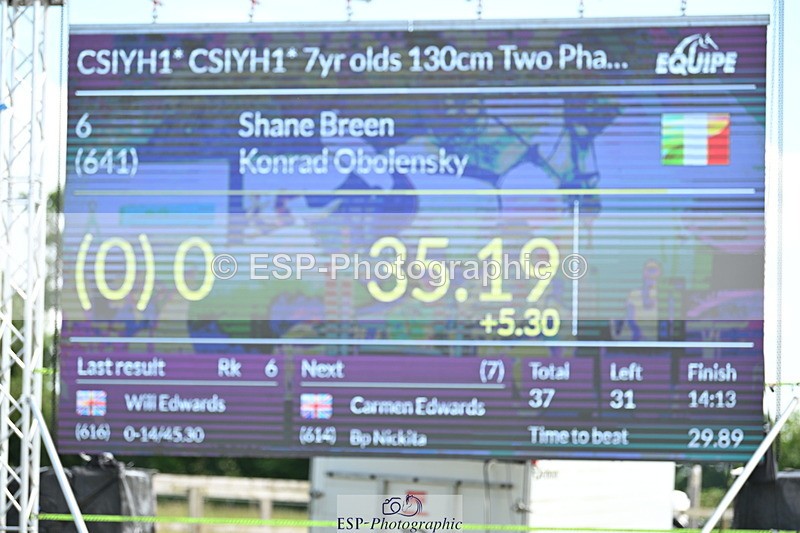 CSIYH1* CSIYH1* 7yr olds 130cm Two Pha...
EQUIPE
6 Shane Breen
(641) Konrad Obolensky
(0) 0 35.19
+5.30
© ESP-Photographic ©
Last result Rk 6
Will Edwards
(616) 0-14/45.30
Next (7)
Carmen Edwards
(614) Bp Nickita
Total Left Finish
37 31 14:13
Time to beat 29.89
ESP-Photographic